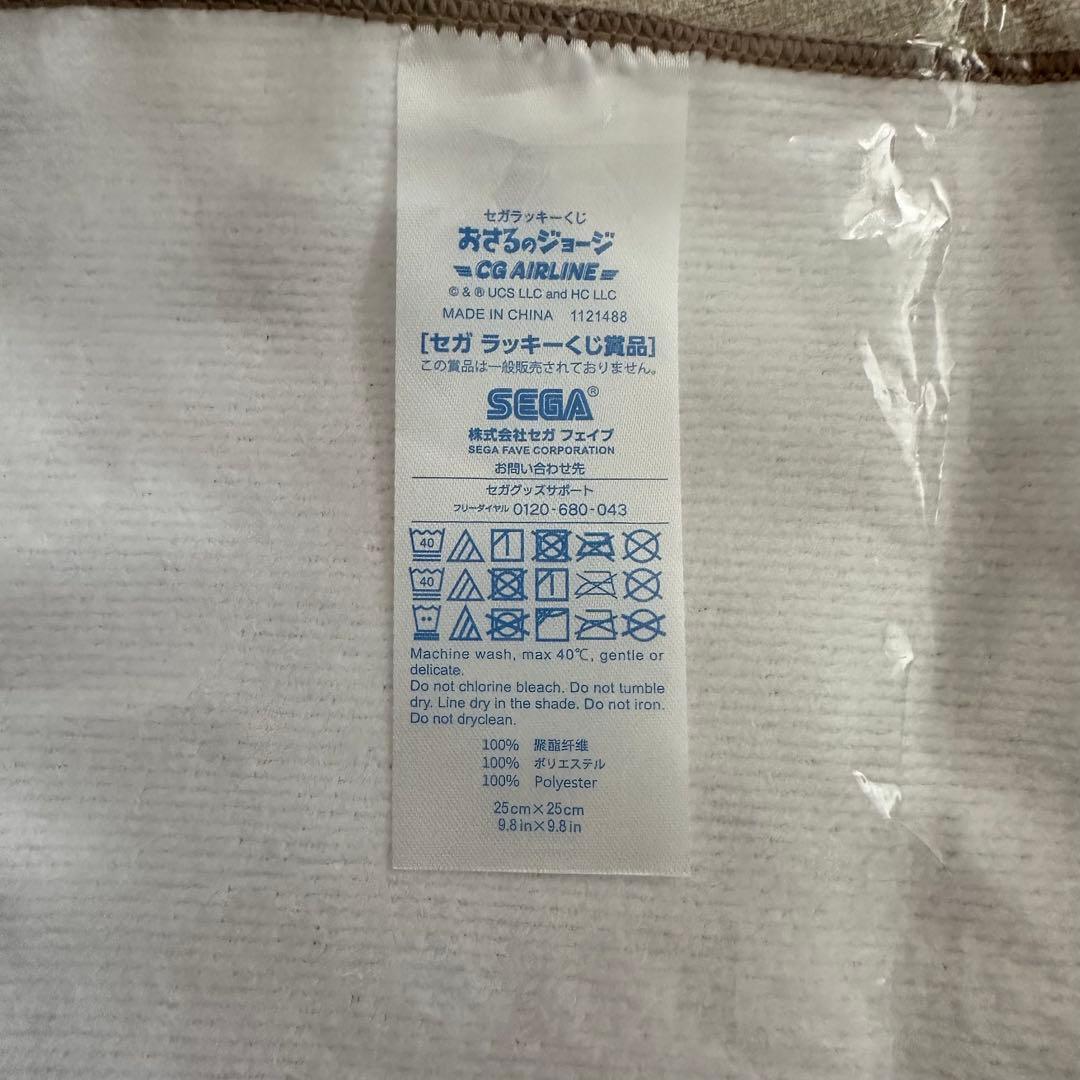 セガラッキーくじ
おさるのジョージ
CG AIRLINE
© & ® UCS LLC and HC LLC
MADE IN CHINA 1121488
[セガ ラッキーくじ賞品]
この賞品は一般販売されておりません。
SEGA®
株式会社セガ フェイブ
SEGA FAVE CORPORATION
お問い合わせ先
セガグッズサポート
フリーダイヤル 0120-680-043
40
40
Machine wash, max 40℃, gentle or
delicate.
Do not chlorine bleach. Do not tumble
dry. Line dry in the shade. Do not iron.
Do not dryclean.
100% 聚酯纤维
100% ポリエステル
100% Polyester
25cm×25cm
9.8in×9.8in